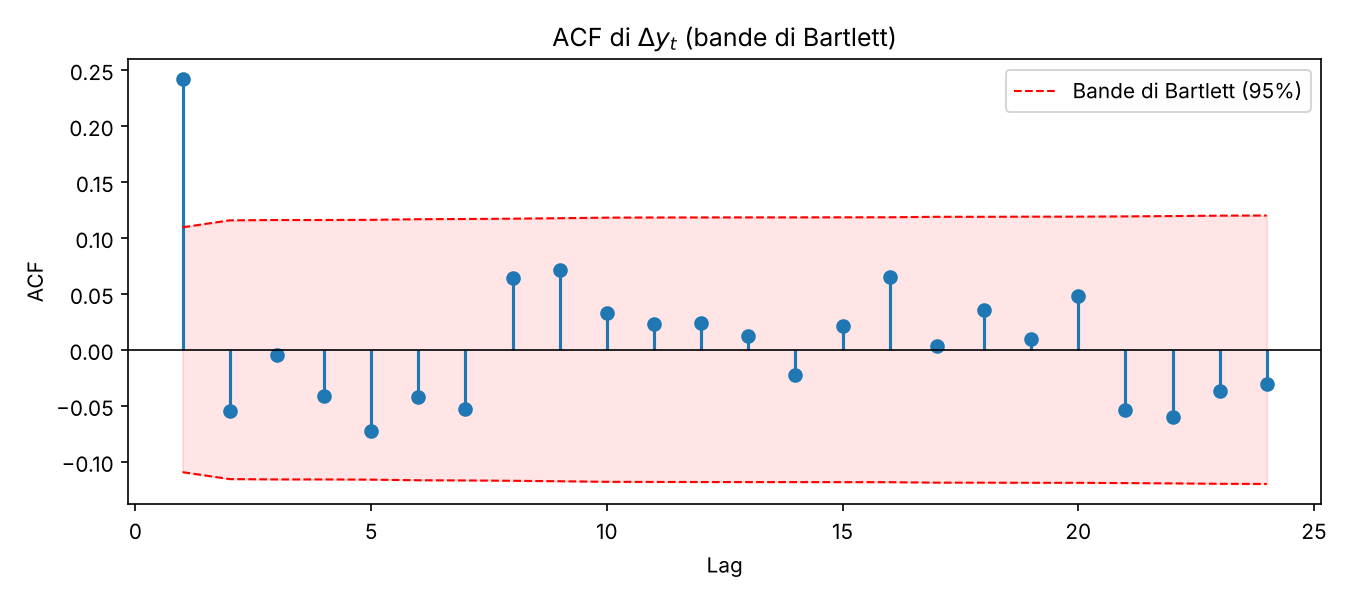 ACF di Δyₜ (bande di Bartlett)
Bande di Bartlett (95%)
ACF
0.25
0.20
0.15
0.10
0.05
0.00
−0.05
−0.10
0 5 10 15 20 25
Lag